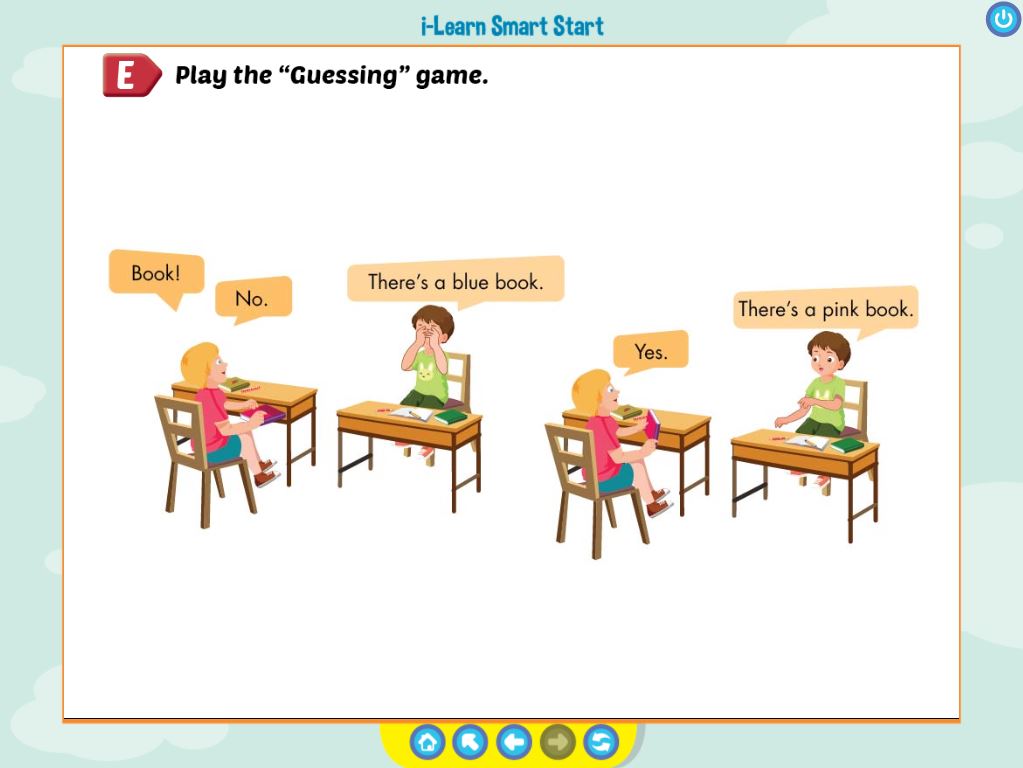 i-Learn Smart Start
E Play the “Guessing” game.
Book!
No.
There's a blue book.
Yes.
There's a pink book.